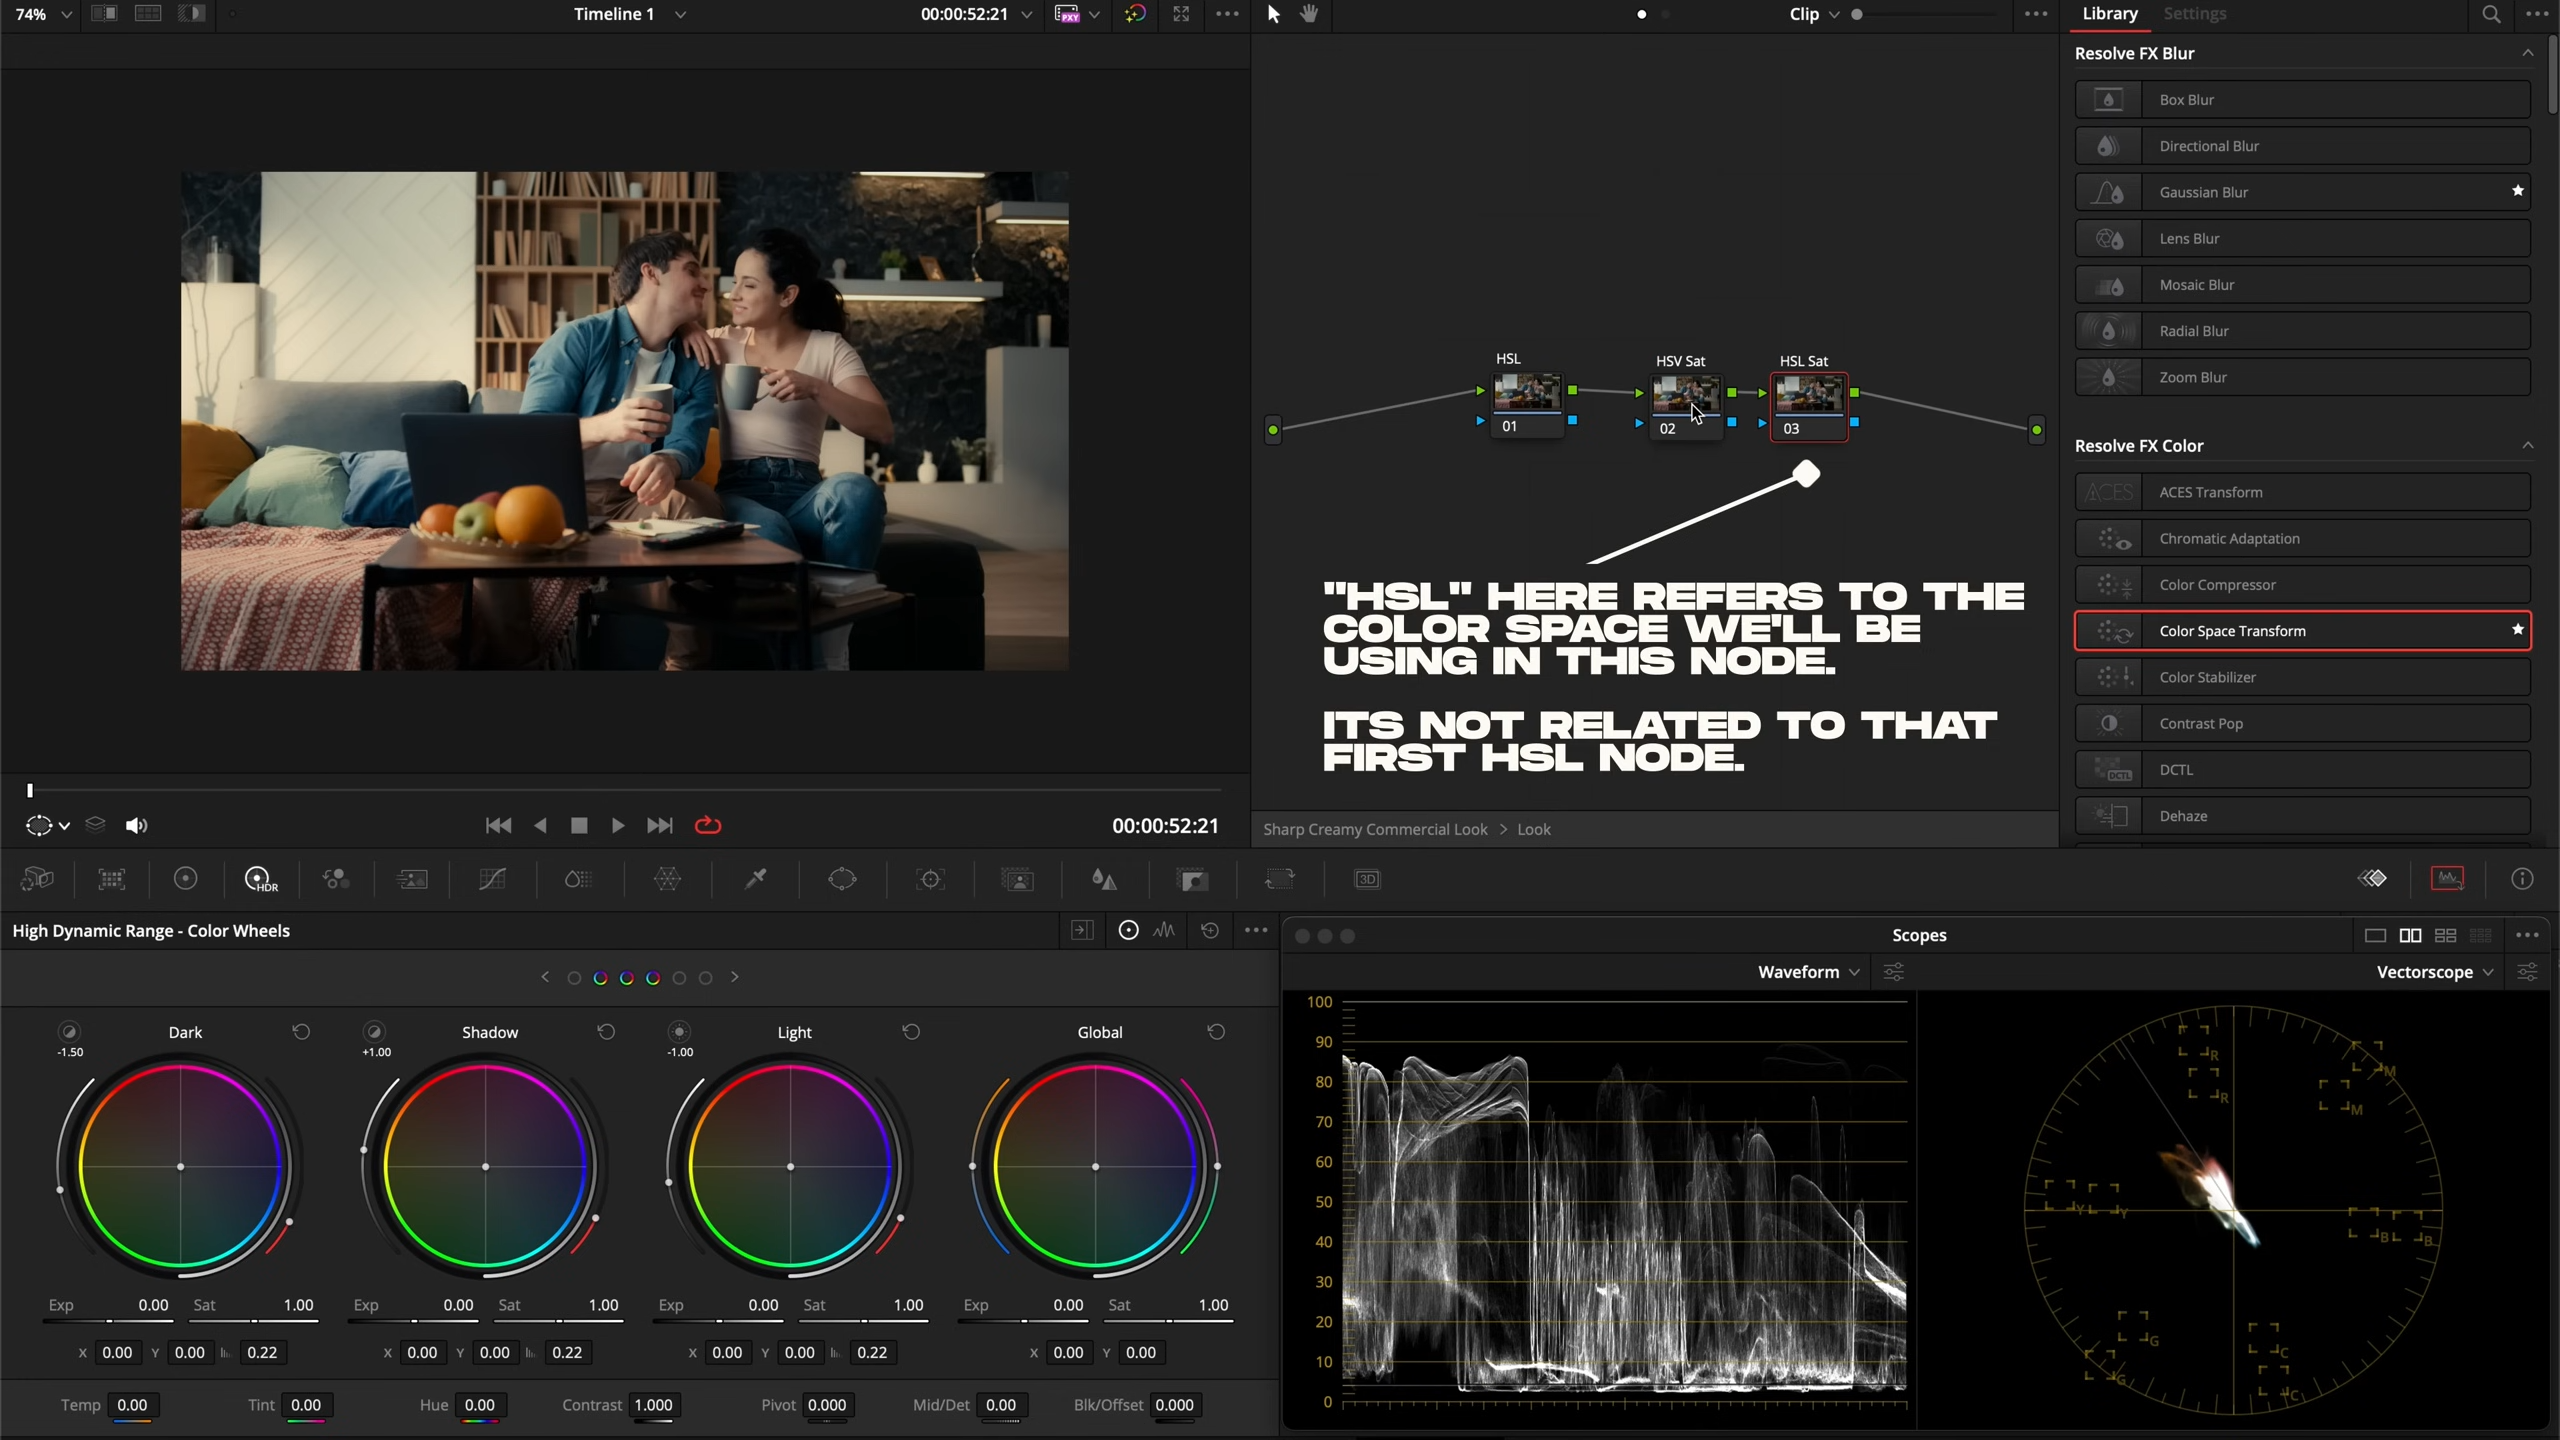 74%
Timeline 1
00:00:52:21
PXY
Clip
Library
Settings
Resolve FX Blur
Box Blur
Directional Blur
Gaussian Blur
Lens Blur
Mosaic Blur
Radial Blur
Zoom Blur
Resolve FX Color
ACES
ACES Transform
Chromatic Adaptation
Color Compressor
Color Space Transform
Color Stabilizer
Contrast Pop
DCTL
DCTL
Dehaze
HSL
HSV Sat
HSL Sat
01
02
03
"HSL" HERE REFERS TO THE
COLOR SPACE WE'LL BE
USING IN THIS NODE.
ITS NOT RELATED TO THAT
FIRST HSL NODE.
00:00:52:21
Sharp Creamy Commercial Look > Look
HDR
3D
High Dynamic Range - Color Wheels
Dark
-1.50
Shadow
+1.00
Light
-1.00
Global
Exp 0.00 Sat 1.00
Exp 0.00 Sat 1.00
Exp 0.00 Sat 1.00
Exp 0.00 Sat 1.00
X 0.00 Y 0.00 0.22
X 0.00 Y 0.00 0.22
X 0.00 Y 0.00 0.22
X 0.00 Y 0.00
Temp 0.00 Tint 0.00 Hue 0.00 Contrast 1.000 Pivot 0.000 Mid/Det 0.00 Blk/Offset 0.000
Scopes
Waveform
Vectorscope
100
90
80
70
60
50
40
30
20
10
0
R
R
M
M
Y
Y
B
B
G
G
C
C